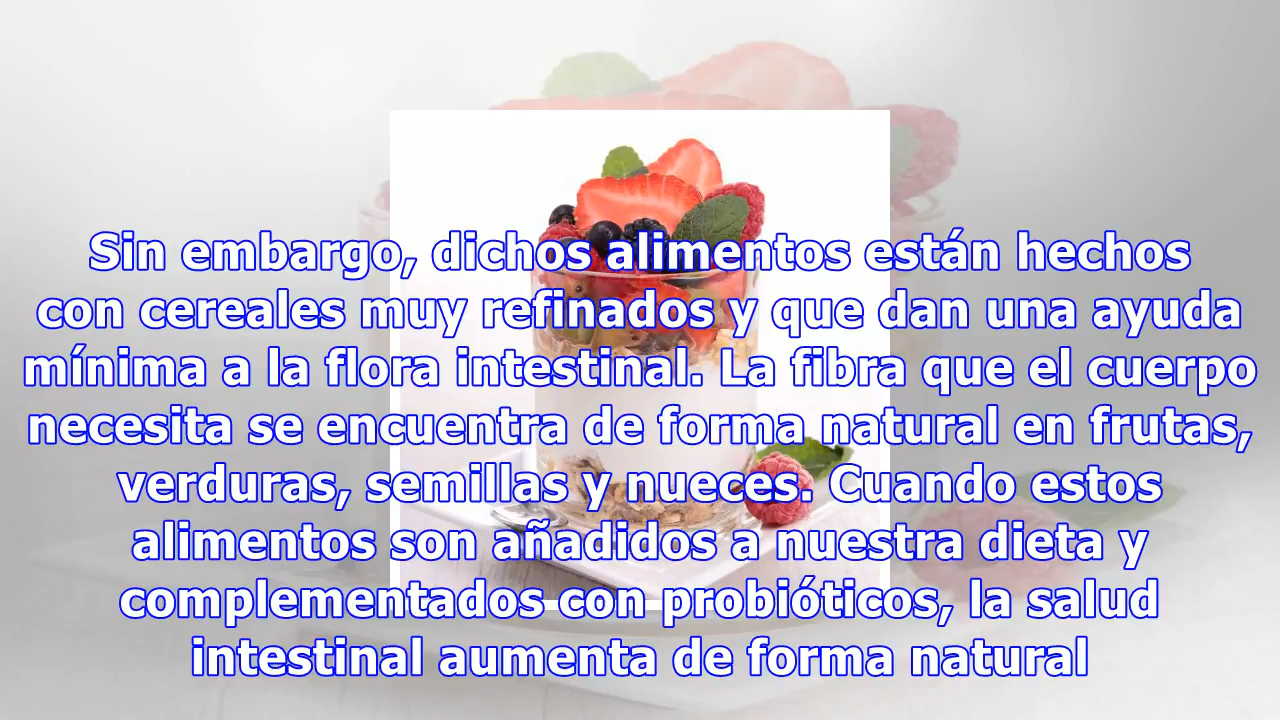 Sin embargo, dichos alimentos están hechos
con cereales muy refinados y que dan una ayuda
mínima a la flora intestinal. La fibra que el cuerpo
necesita se encuentra de forma natural en frutas,
verduras, semillas y nueces. Cuando estos
alimentos son añadidos a nuestra dieta y
complementados con probióticos, la salud
intestinal aumenta de forma natural